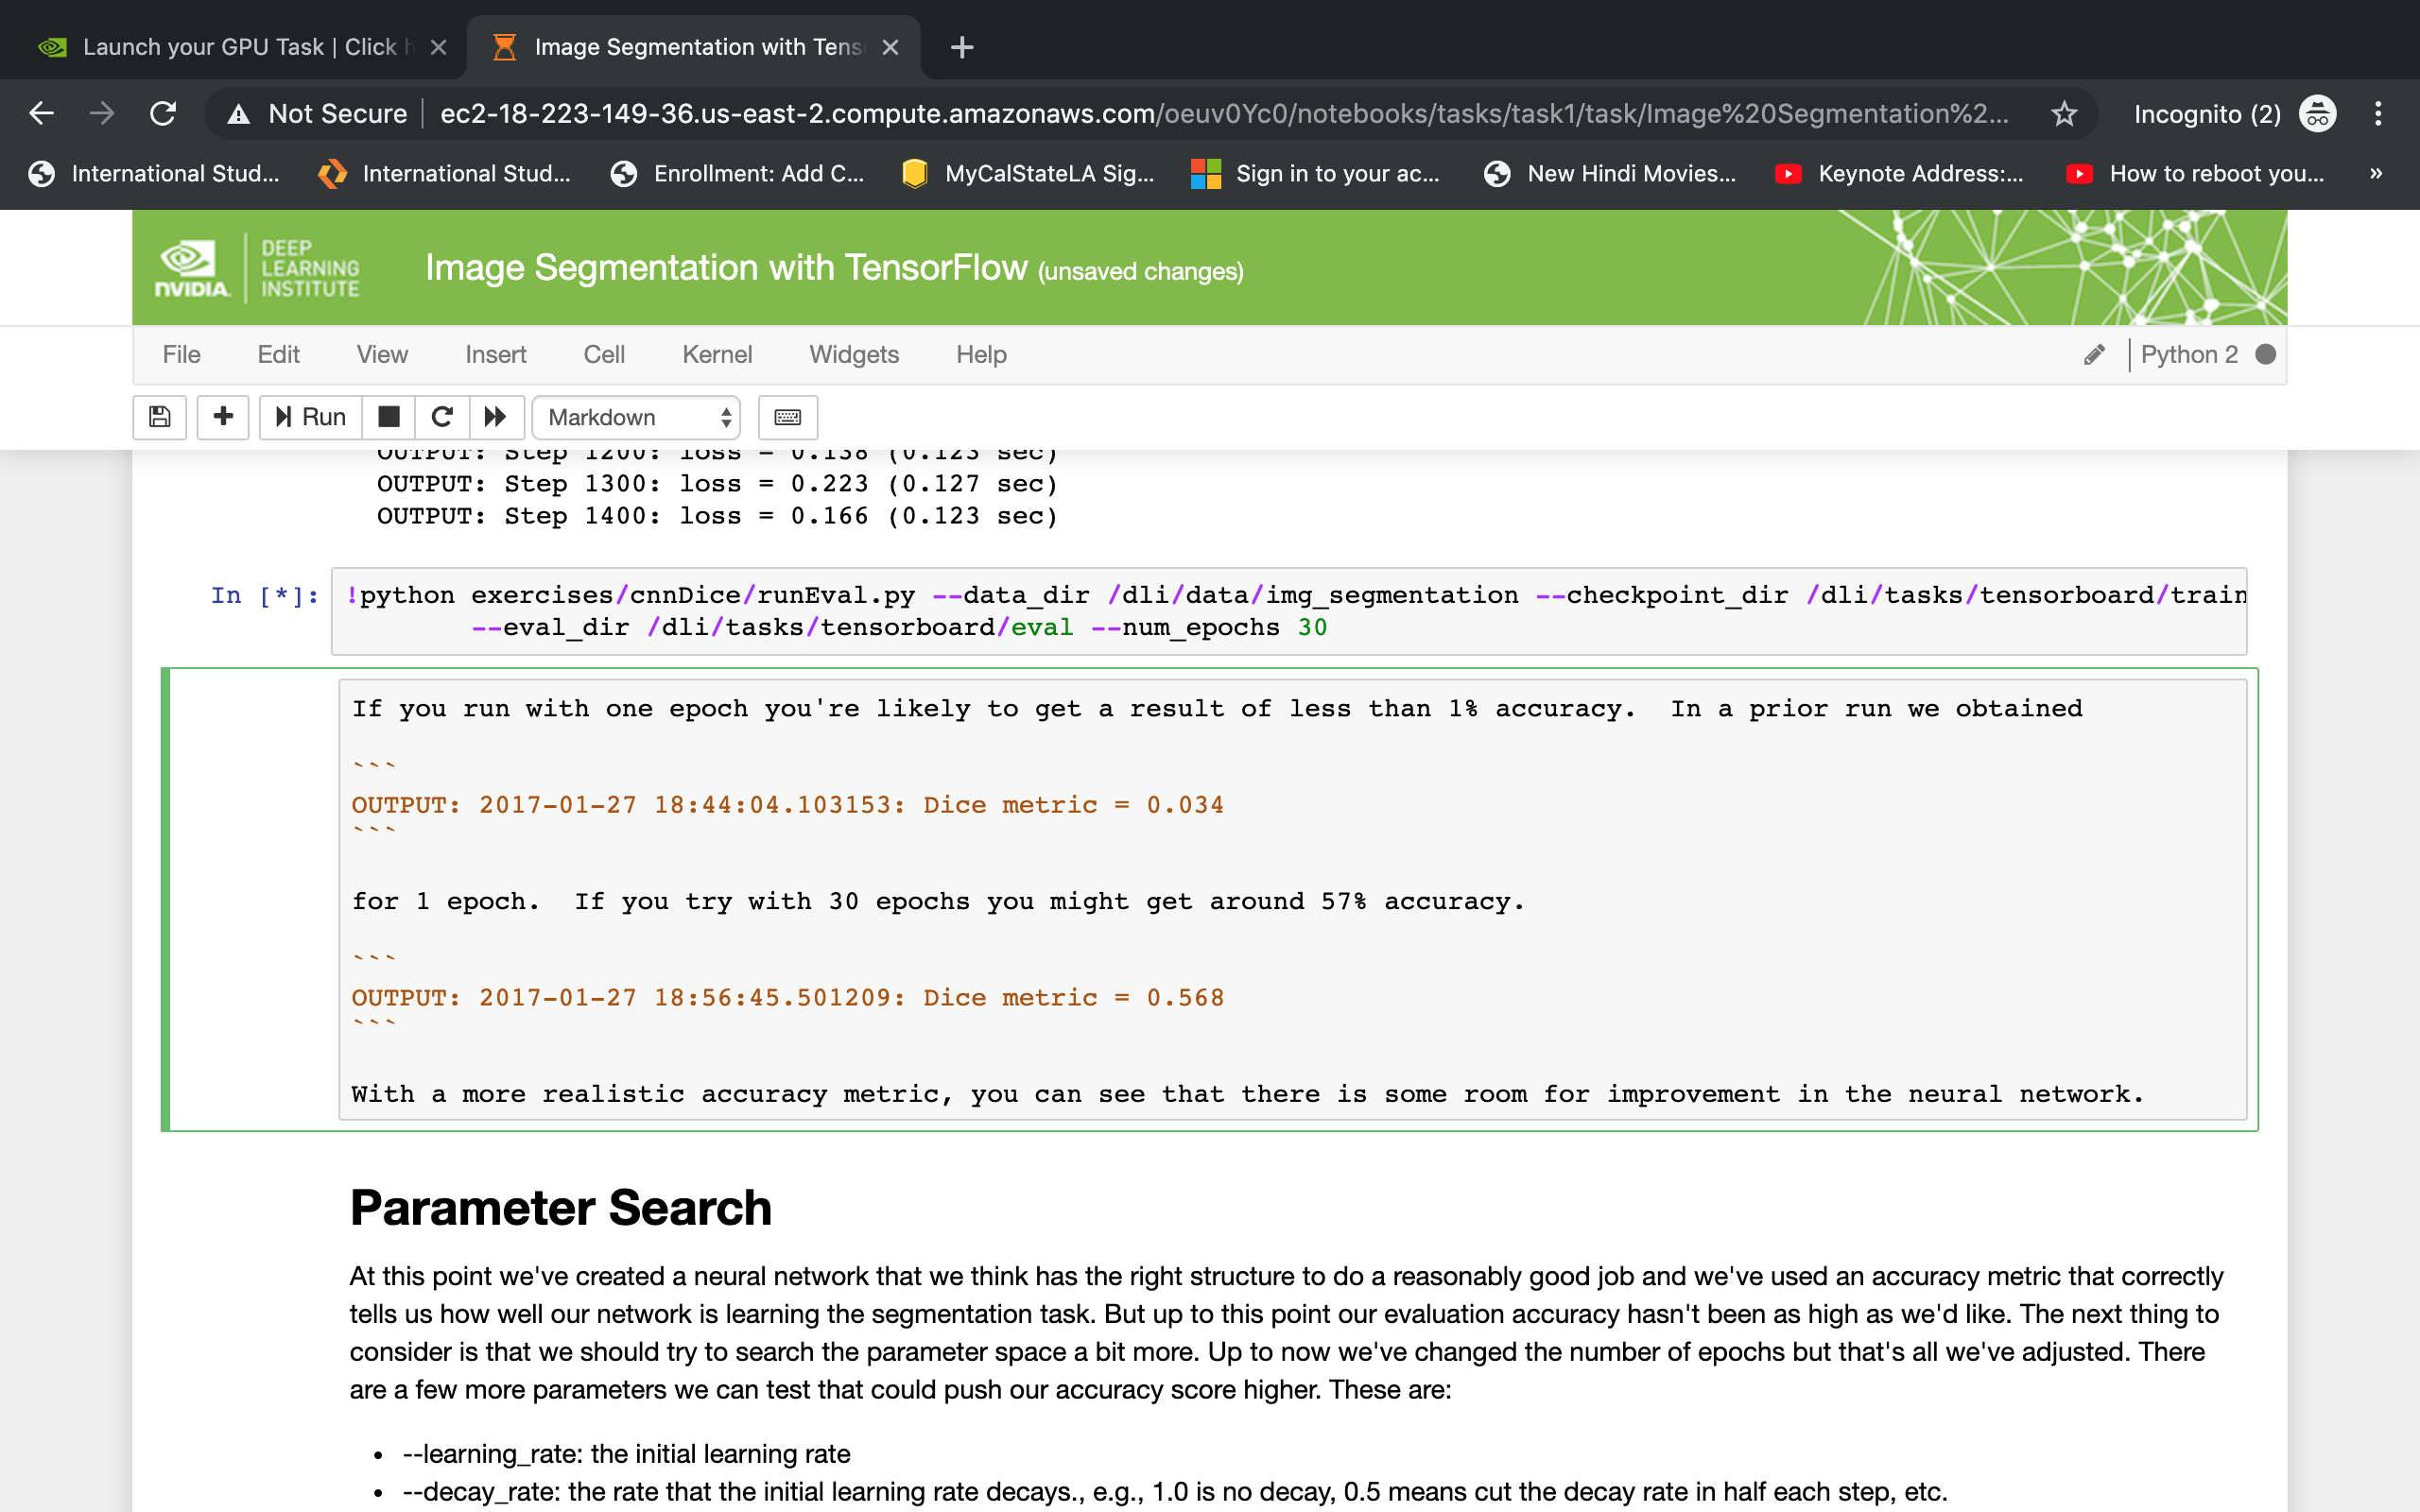 Launch your GPU Task | Click h
Image Segmentation with Tens
Not Secure
ec2-18-223-149-36.us-east-2.compute.amazonaws.com/oeuv0Yc0/notebooks/tasks/task1/task/Image%20Segmentation%2...
Incognito (2)
International Stud...
International Stud...
Enrollment: Add C...
MyCalStateLA Sig...
Sign in to your ac...
New Hindi Movies...
Keynote Address:...
How to reboot you...
»
NVIDIA
DEEP
LEARNING
INSTITUTE
Image Segmentation with TensorFlow (unsaved changes)
File Edit View Insert Cell Kernel Widgets Help
Python 2
Run
Markdown
OUTPUT: Step 1200: loss = 0.138 (0.123 sec)
OUTPUT: Step 1300: loss = 0.223 (0.127 sec)
OUTPUT: Step 1400: loss = 0.166 (0.123 sec)
In [*]:
!python exercises/cnnDice/runEval.py --data_dir /dli/data/img_segmentation --checkpoint_dir /dli/tasks/tensorboard/train
--eval_dir /dli/tasks/tensorboard/eval --num_epochs 30
If you run with one epoch you're likely to get a result of less than 1% accuracy.  In a prior run we obtained
```
OUTPUT: 2017-01-27 18:44:04.103153: Dice metric = 0.034
```
for 1 epoch.  If you try with 30 epochs you might get around 57% accuracy.
```
OUTPUT: 2017-01-27 18:56:45.501209: Dice metric = 0.568
```
With a more realistic accuracy metric, you can see that there is some room for improvement in the neural network.
Parameter Search
At this point we've created a neural network that we think has the right structure to do a reasonably good job and we've used an accuracy metric that correctly
tells us how well our network is learning the segmentation task. But up to this point our evaluation accuracy hasn't been as high as we'd like. The next thing to
consider is that we should try to search the parameter space a bit more. Up to now we've changed the number of epochs but that's all we've adjusted. There
are a few more parameters we can test that could push our accuracy score higher. These are:
• --learning_rate: the initial learning rate
• --decay_rate: the rate that the initial learning rate decays., e.g., 1.0 is no decay, 0.5 means cut the decay rate in half each step, etc.